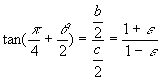 tan(π/4 + θ/2) = (b/2)/(c/2) = (1 + ε)/(1 − ε)